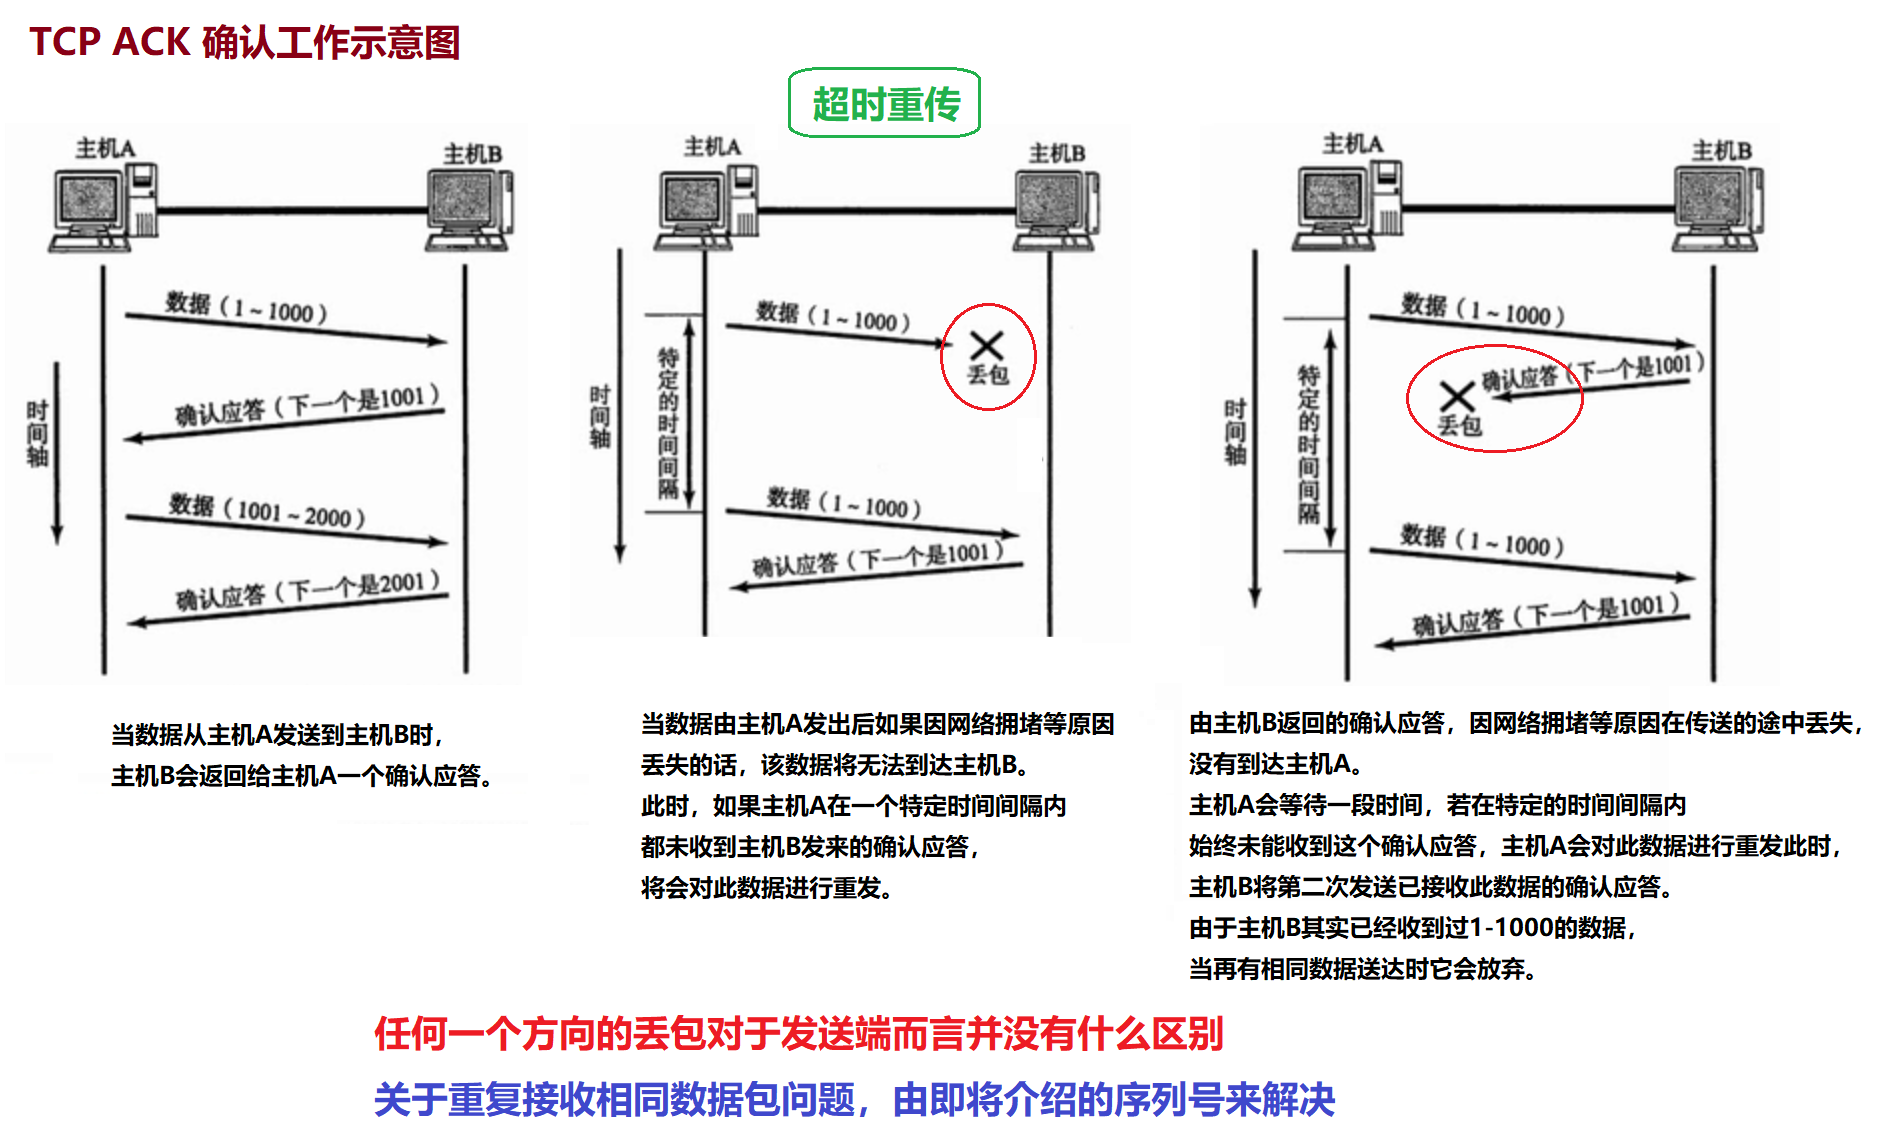 TCP ACK 确认工作示意图
超时重传
主机A
主机B
数据（1～1000）
确认应答（下一个是1001）
时间轴
数据（1001～2000）
确认应答（下一个是2001）
当数据从主机A发送到主机B时，
主机B会返回给主机A一个确认应答。
主机A
主机B
数据（1～1000）
丢包
特定的时间间隔
时间轴
数据（1～1000）
确认应答（下一个是1001）
当数据由主机A发出后如果因网络拥堵等原因
丢失的话，该数据将无法到达主机B。
此时，如果主机A在一个特定时间间隔内
都未收到主机B发来的确认应答，
将会对此数据进行重发。
主机A
主机B
数据（1～1000）
确认应答（下一个是1001）
丢包
特定的时间间隔
时间轴
数据（1～1000）
确认应答（下一个是1001）
由主机B返回的确认应答，因网络拥堵等原因在传送的途中丢失，
没有到达主机A。
主机A会等待一段时间，若在特定的时间间隔内
始终未能收到这个确认应答，主机A会对此数据进行重发此时，
主机B将第二次发送已接收此数据的确认应答。
由于主机B其实已经收到过1-1000的数据，
当再有相同数据送达时它会放弃。
任何一个方向的丢包对于发送端而言并没有什么区别
关于重复接收相同数据包问题，由即将介绍的序列号来解决